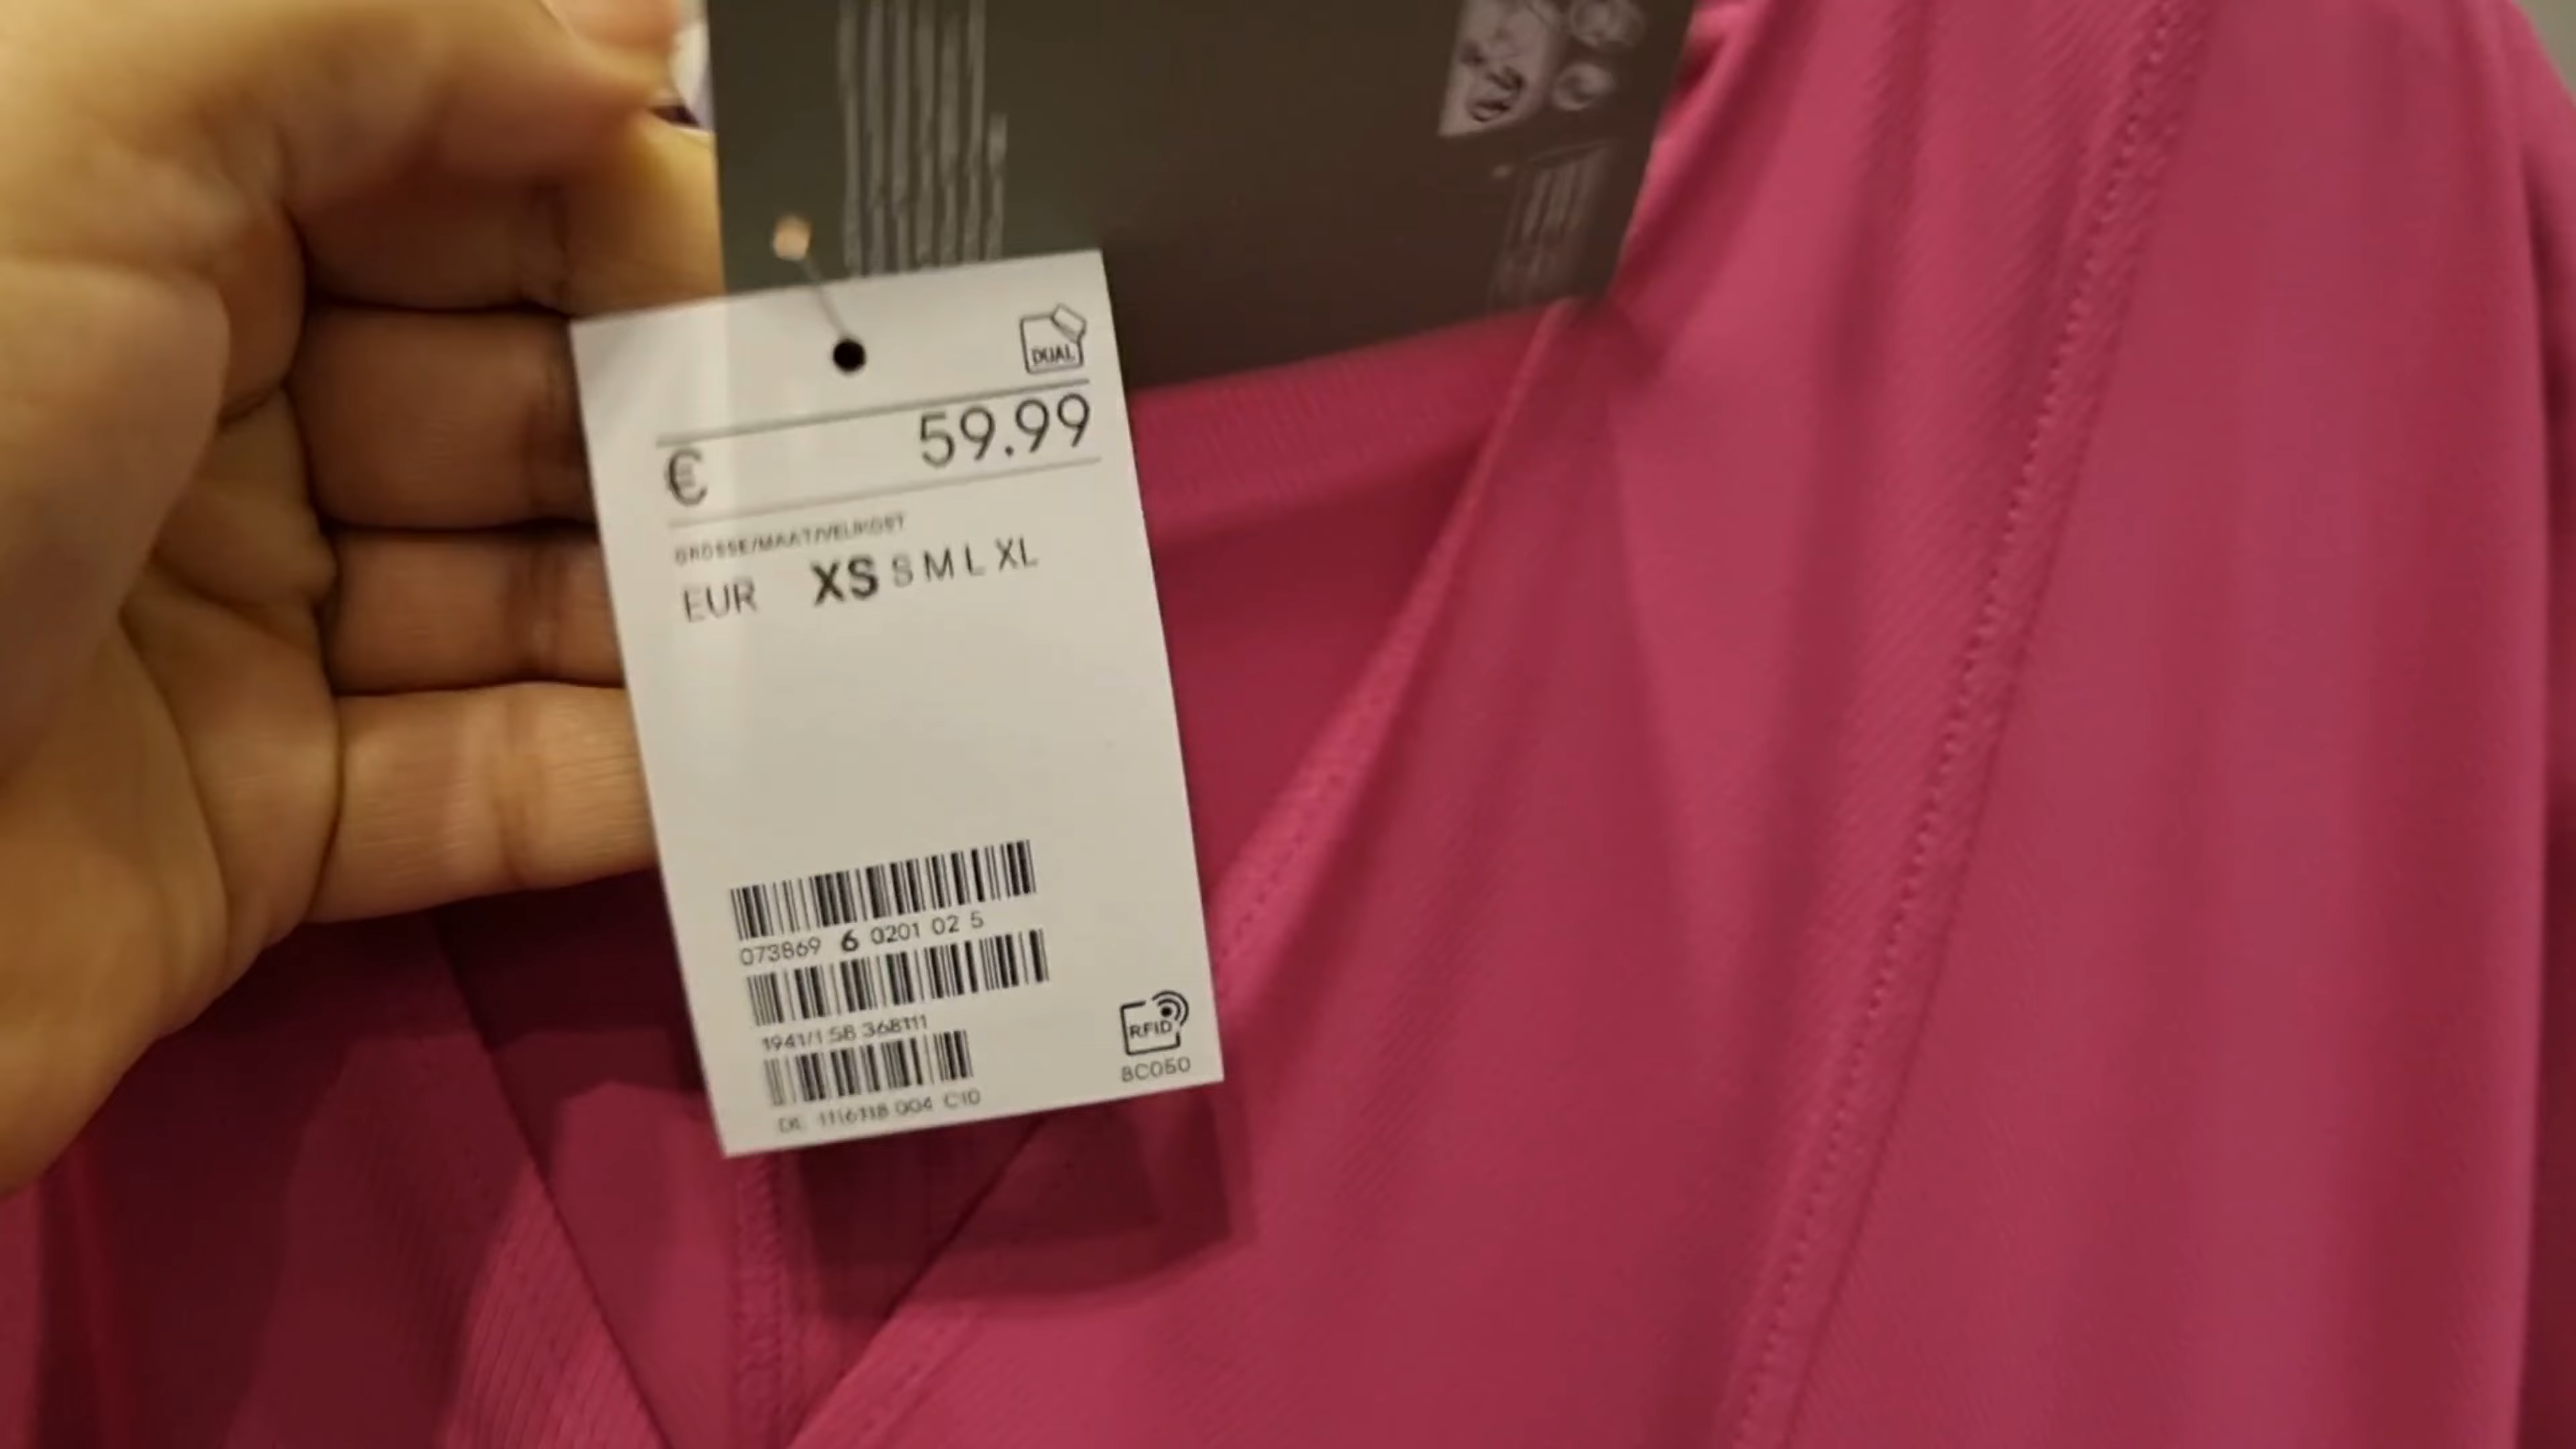 DUAL
€ 59.99
GRÖSSE/MAAT/VELIKOST
EUR XS S M L XL
073869 6 0201 02 5
1941/1 5B 368111
RFID
8C050
DE 1116118 004 C10